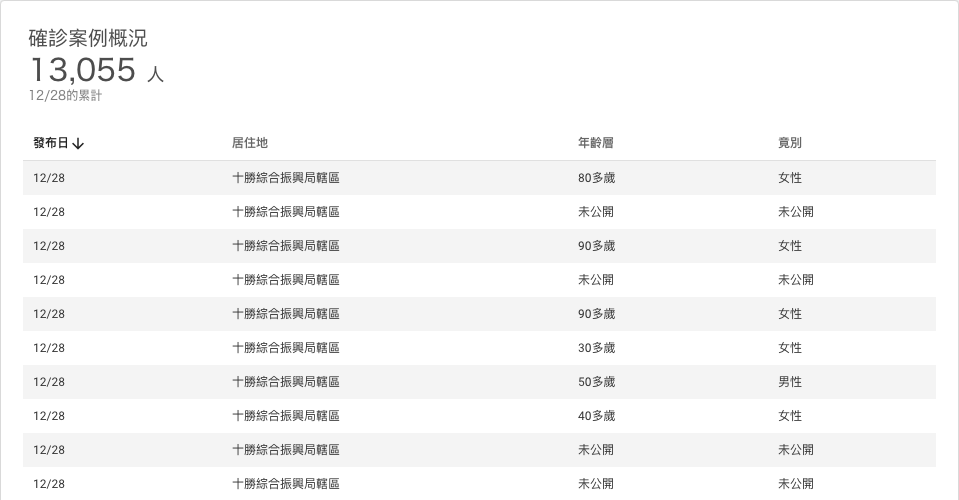 確診案例概況
13,055 人
12/28的累計
發布日↓ 居住地 年齡層 竟別
12/28 十勝綜合振興局轄區 80多歲 女性
12/28 十勝綜合振興局轄區 未公開 未公開
12/28 十勝綜合振興局轄區 90多歲 女性
12/28 十勝綜合振興局轄區 未公開 未公開
12/28 十勝綜合振興局轄區 90多歲 女性
12/28 十勝綜合振興局轄區 30多歲 女性
12/28 十勝綜合振興局轄區 50多歲 男性
12/28 十勝綜合振興局轄區 40多歲 女性
12/28 十勝綜合振興局轄區 未公開 未公開
12/28 十勝綜合振興局轄區 未公開 未公開